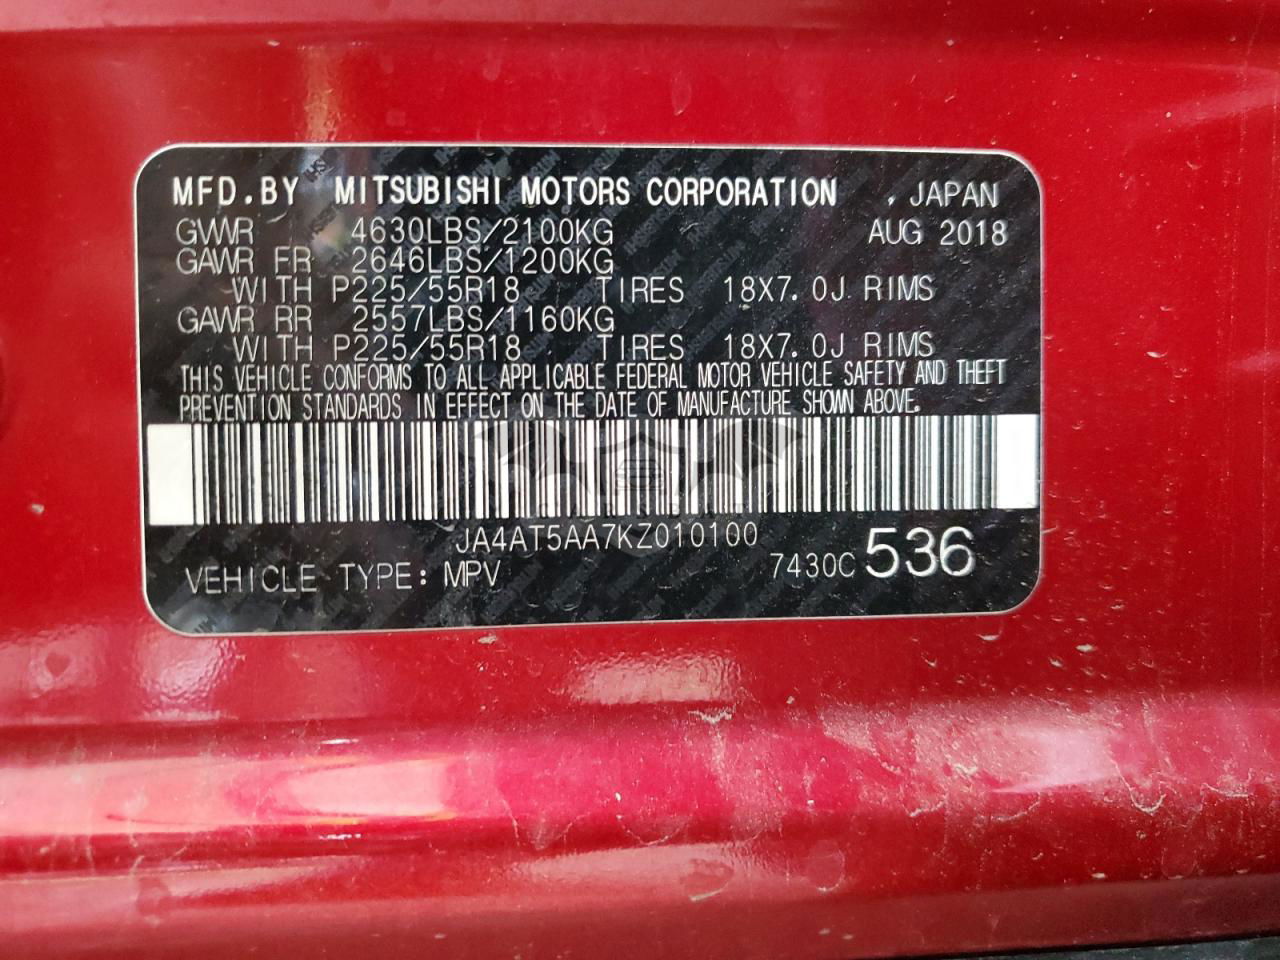 MFD.BY MITSUBISHI MOTORS CORPORATION , JAPAN
GWWR 4630LBS/2100KG AUG 2018
GAWR FR 2646LBS/1200KG
WITH P225/55R18 TIRES 18X7.0J RIMS
GAWR RR 2557LBS/1160KG
WITH P225/55R18 TIRES 18X7.0J RIMS
THIS VEHICLE CONFORMS TO ALL APPLICABLE FEDERAL MOTOR VEHICLE SAFETY AND THEFT
PREVENTION STANDARDS IN EFFECT ON THE DATE OF MANUFACTURE SHOWN ABOVE.
JA4AT5AA7KZ010100
VEHICLE TYPE: MPV 7430C 536